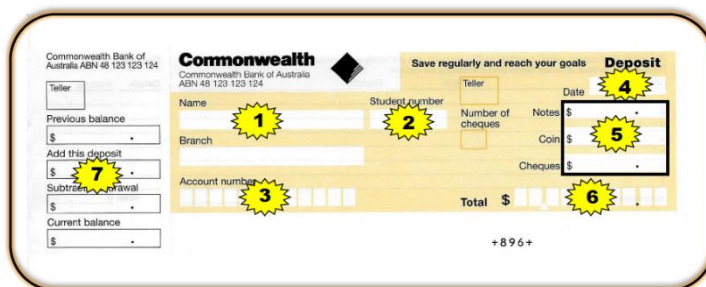 Commonwealth Bank of
Australia ABN 48 123 123 124
Teller
Previous balance
$ .
Add this deposit
$ .
7
Subtract withdrawal
$ .
Current balance
$ .
Commonwealth
Commonwealth Bank of Australia
ABN 48 123 123 124
Name
1
Student number
2
Branch
Account number
3
Save regularly and reach your goals
Deposit
Teller
Date
4
Number of
cheques
Notes $ .
Coin $
5
Cheques $ .
Total $ .
6
+896+